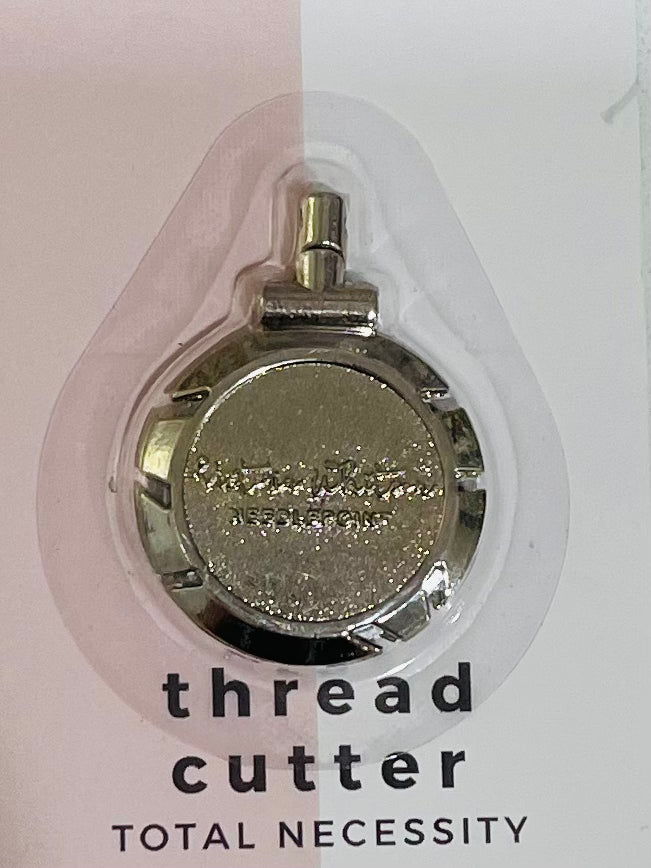 NEEDLEPOINT
thread
cutter
TOTAL NECESSITY